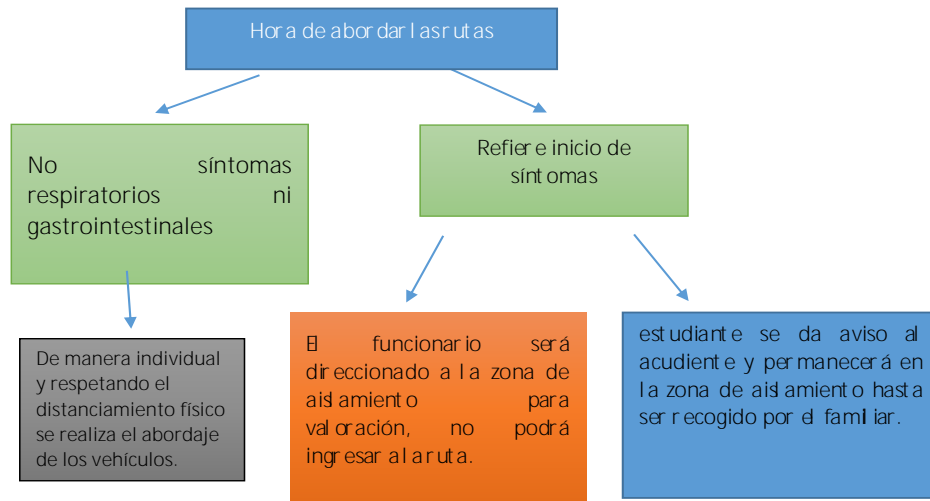 Hora de abordar las rutas
No síntomas
respiratorios ni
gastrointestinales
Refiere inicio de
síntomas
De manera individual
y respetando el
distanciamiento físico
se realiza el abordaje
de los vehículos.
El funcionario será
direccionado a la zona de
aislamiento para
valoración, no podrá
ingresar a la ruta.
estudiante se da aviso al
acudiente y permanecerá en
la zona de aislamiento hasta
ser recogido por el familiar.